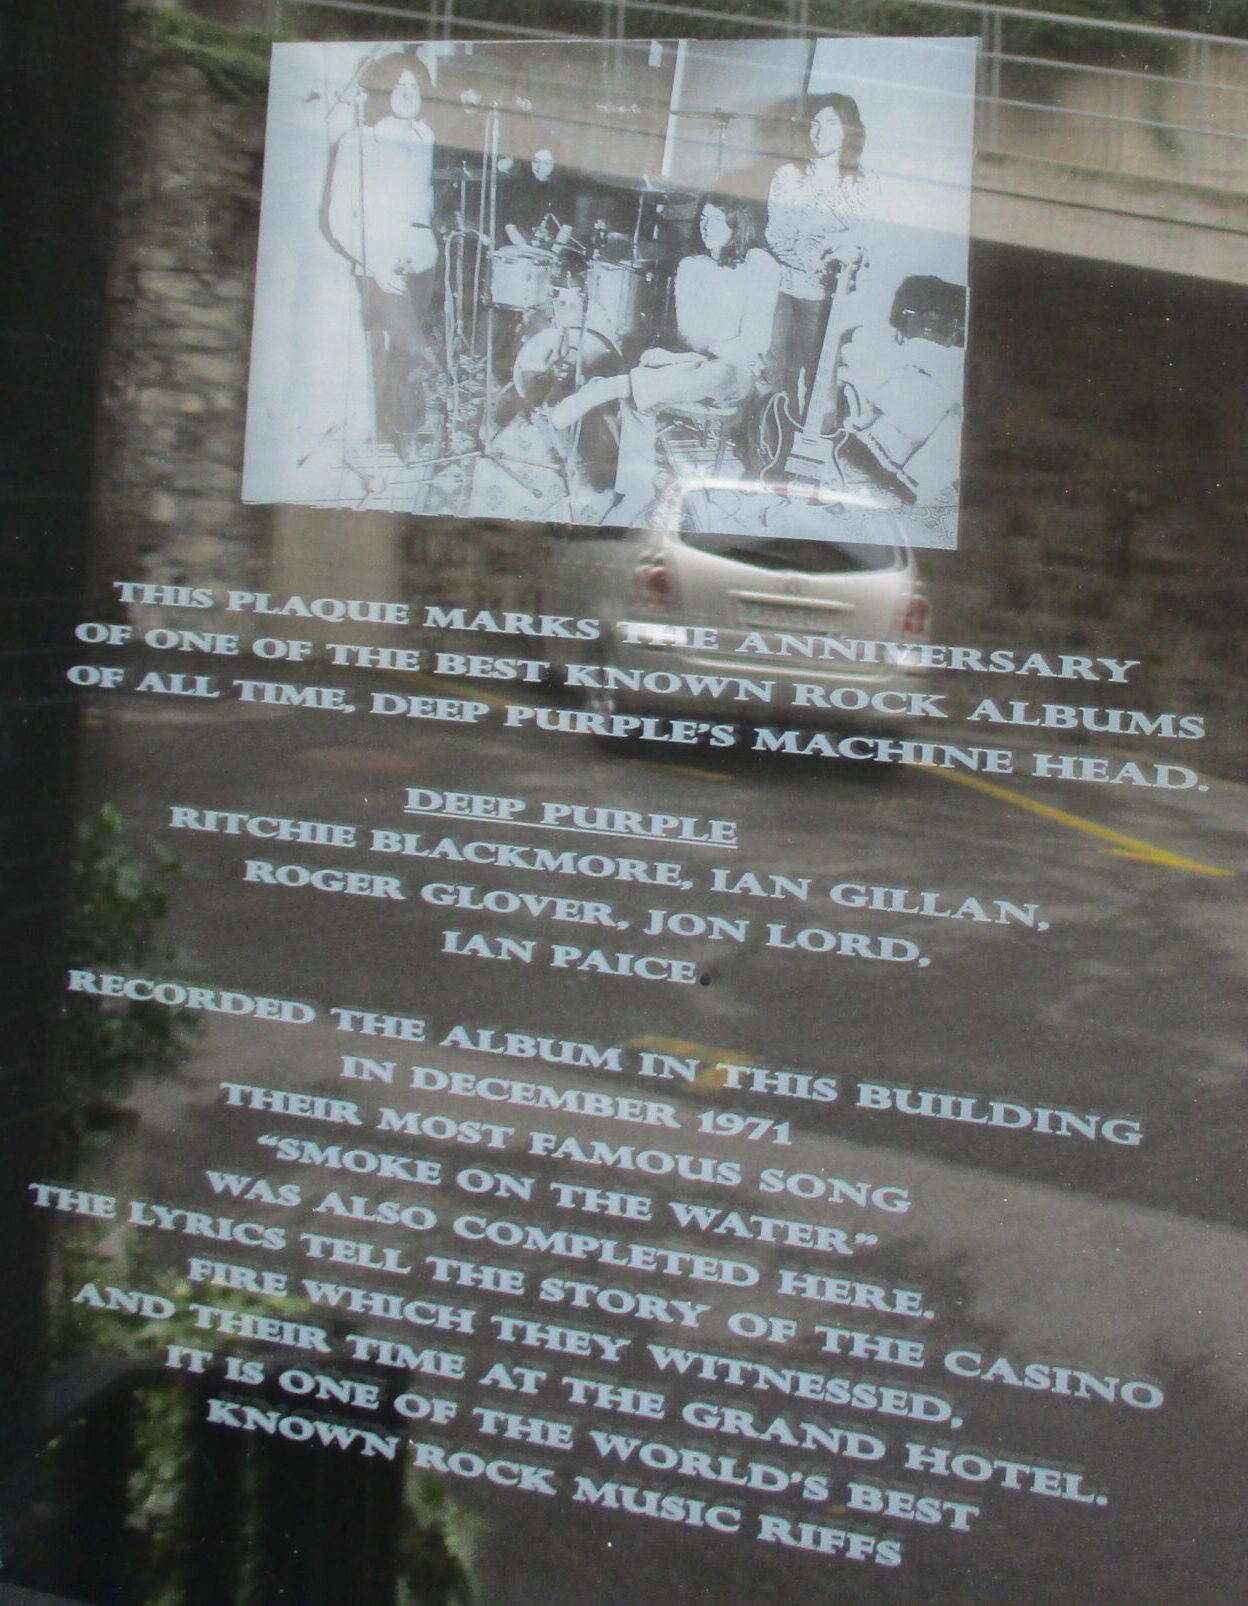 THIS PLAQUE MARKS THE ANNIVERSARY
OF ONE OF THE BEST KNOWN ROCK ALBUMS
OF ALL TIME, DEEP PURPLE'S MACHINE HEAD.
DEEP PURPLE
RITCHIE BLACKMORE, IAN GILLAN,
ROGER GLOVER, JON LORD,
IAN PAICE.
RECORDED THE ALBUM IN THIS BUILDING
IN DECEMBER 1971
THEIR MOST FAMOUS SONG
“SMOKE ON THE WATER”
WAS ALSO COMPLETED HERE.
THE LYRICS TELL THE STORY OF THE CASINO
FIRE WHICH THEY WITNESSED,
AND THEIR TIME AT THE GRAND HOTEL.
IT IS ONE OF THE WORLD'S BEST
KNOWN ROCK MUSIC RIFFS